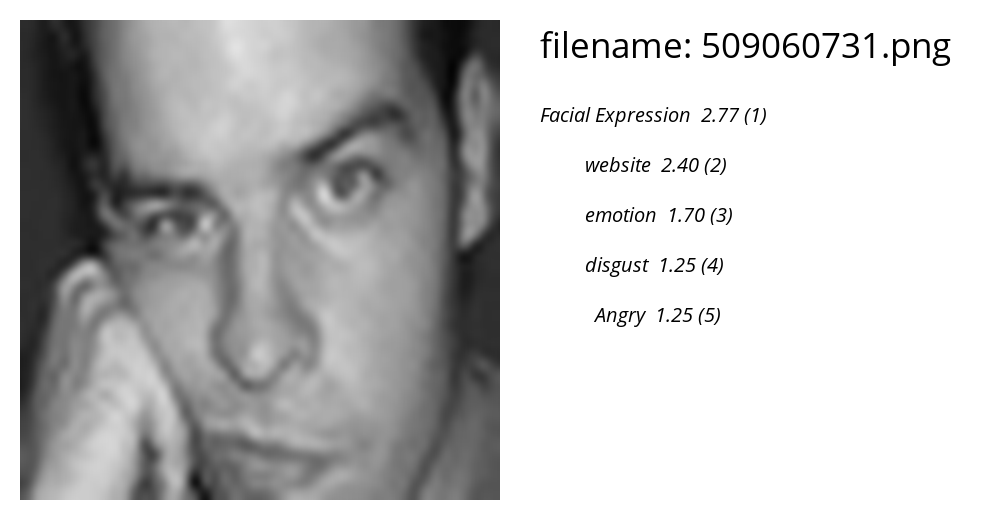 filename: 509060731.png
Facial Expression 2.77 (1)
website 2.40 (2)
emotion 1.70 (3)
disgust 1.25 (4)
Angry 1.25 (5)